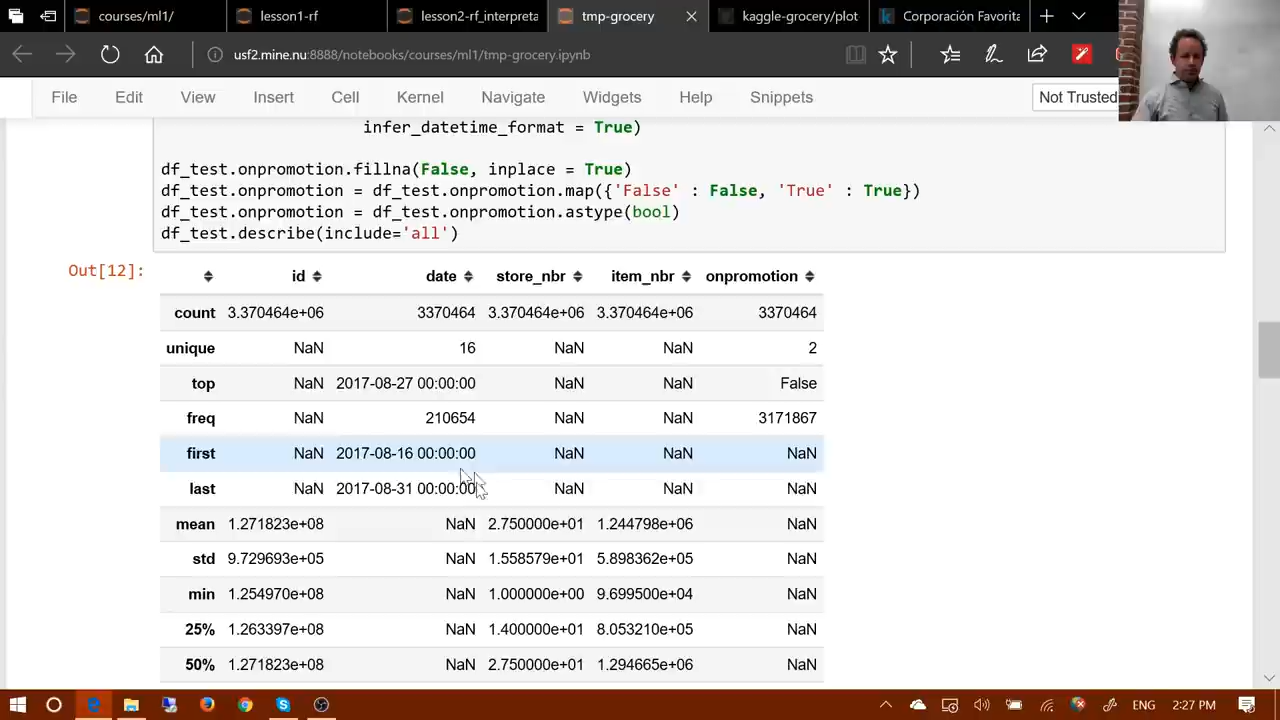 courses/ml1/
lesson1-rf
lesson2-rf_interpreta
tmp-grocery
kaggle-grocery/plot
Corporación Favorita
usf2.mine.nu:8888/notebooks/courses/ml1/tmp-grocery.ipynb
File Edit View Insert Cell Kernel Navigate Widgets Help Snippets Not Trusted
infer_datetime_format = True)
df_test.onpromotion.fillna(False, inplace = True)
df_test.onpromotion = df_test.onpromotion.map({'False' : False, 'True' : True})
df_test.onpromotion = df_test.onpromotion.astype(bool)
df_test.describe(include='all')
Out[12]:
id date store_nbr item_nbr onpromotion
count 3.370464e+06 3370464 3.370464e+06 3.370464e+06 3370464
unique NaN 16 NaN NaN 2
top NaN 2017-08-27 00:00:00 NaN NaN False
freq NaN 210654 NaN NaN 3171867
first NaN 2017-08-16 00:00:00 NaN NaN NaN
last NaN 2017-08-31 00:00:00 NaN NaN NaN
mean 1.271823e+08 NaN 2.750000e+01 1.244798e+06 NaN
std 9.729693e+05 NaN 1.558579e+01 5.898362e+05 NaN
min 1.254970e+08 NaN 1.000000e+00 9.699500e+04 NaN
25% 1.263397e+08 NaN 1.400000e+01 8.053210e+05 NaN
50% 1.271823e+08 NaN 2.750000e+01 1.294665e+06 NaN
ENG 2:27 PM